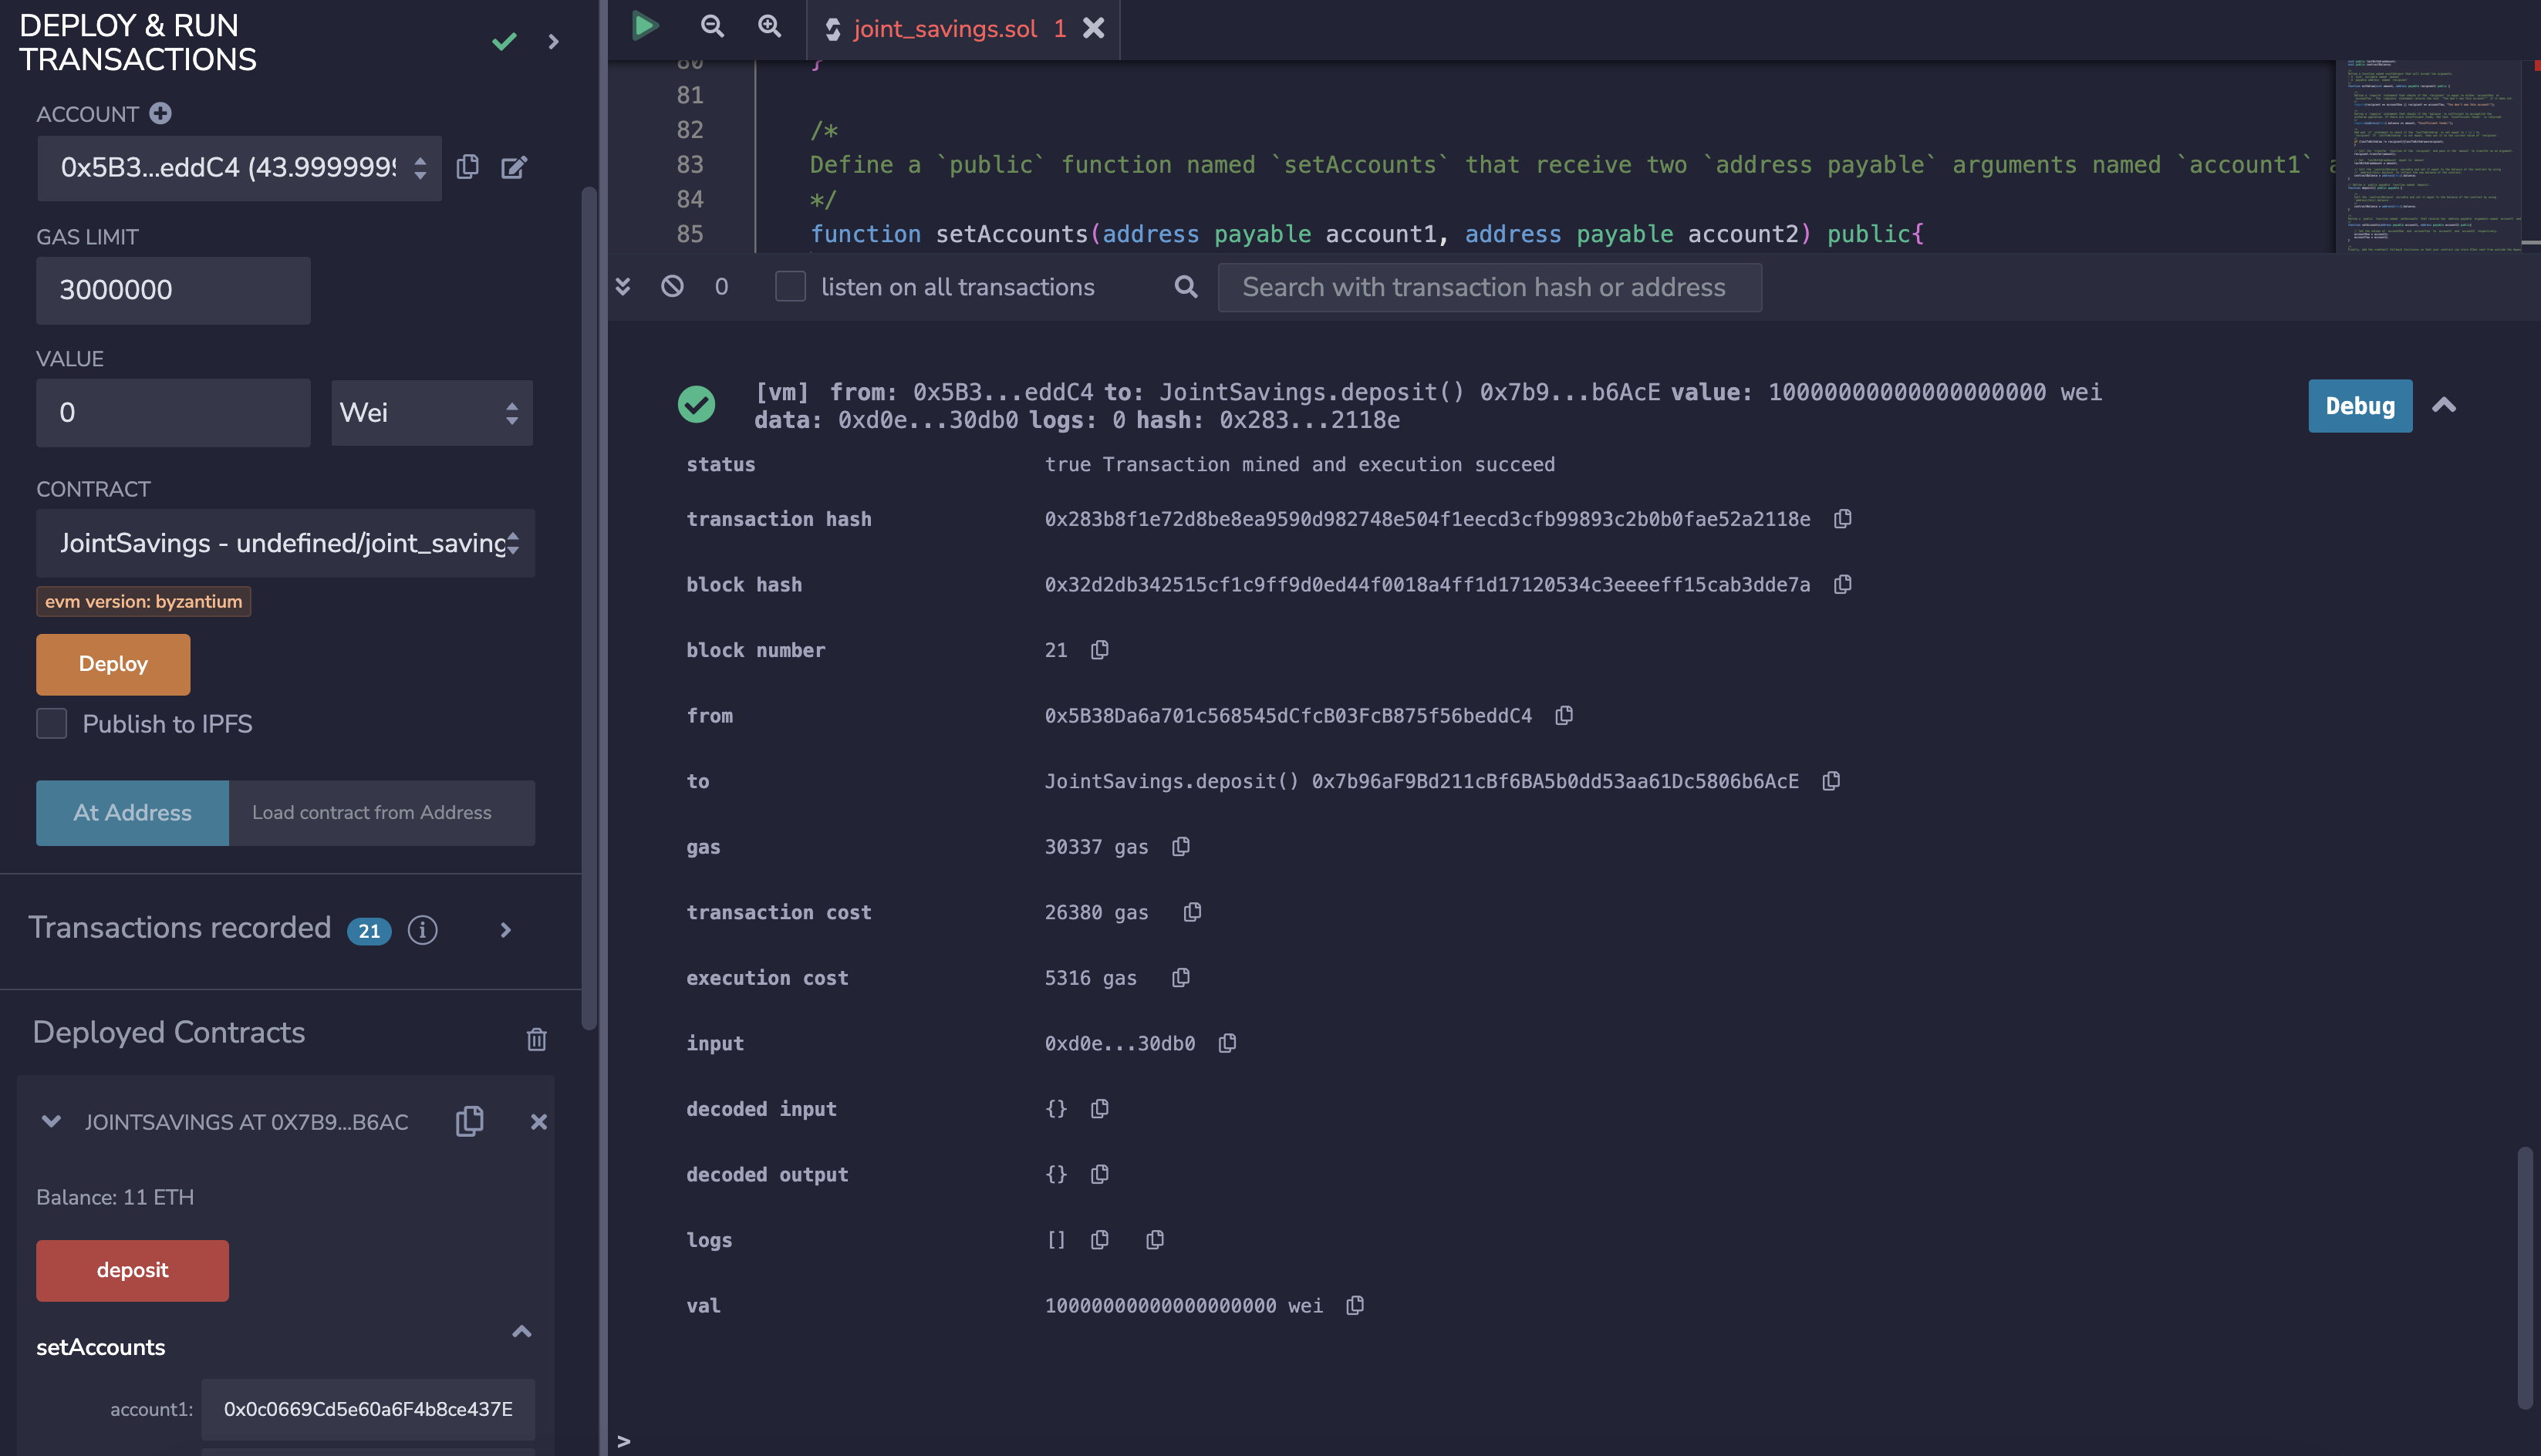 DEPLOY & RUN
TRANSACTIONS
ACCOUNT
0x5B3...eddC4 (43.9999999
GAS LIMIT
3000000
VALUE
0
Wei
CONTRACT
JointSavings - undefined/joint_saving
evm version: byzantium
Deploy
Publish to IPFS
At Address
Load contract from Address
Transactions recorded 21
Deployed Contracts
JOINTSAVINGS AT 0X7B9...B6AC
Balance: 11 ETH
deposit
setAccounts
account1:
0x0c0669Cd5e60a6F4b8ce437E
joint_savings.sol 1
80 }
81
82 /*
83 Define a `public` function named `setAccounts` that receive two `address payable` arguments named `account1` a
84 */
85 function setAccounts(address payable account1, address payable account2) public{
0
listen on all transactions
Search with transaction hash or address
[vm] from: 0x5B3...eddC4 to: JointSavings.deposit() 0x7b9...b6AcE value: 10000000000000000000 wei
data: 0xd0e...30db0 logs: 0 hash: 0x283...2118e
Debug
status true Transaction mined and execution succeed
transaction hash 0x283b8f1e72d8be8ea9590d982748e504f1eecd3cfb99893c2b0b0fae52a2118e
block hash 0x32d2db342515cf1c9ff9d0ed44f0018a4ff1d17120534c3eeeeff15cab3dde7a
block number 21
from 0x5B38Da6a701c568545dCfcB03FcB875f56beddC4
to JointSavings.deposit() 0x7b96aF9Bd211cBf6BA5b0dd53aa61Dc5806b6AcE
gas 30337 gas
transaction cost 26380 gas
execution cost 5316 gas
input 0xd0e...30db0
decoded input {}
decoded output {}
logs []
val 10000000000000000000 wei
>